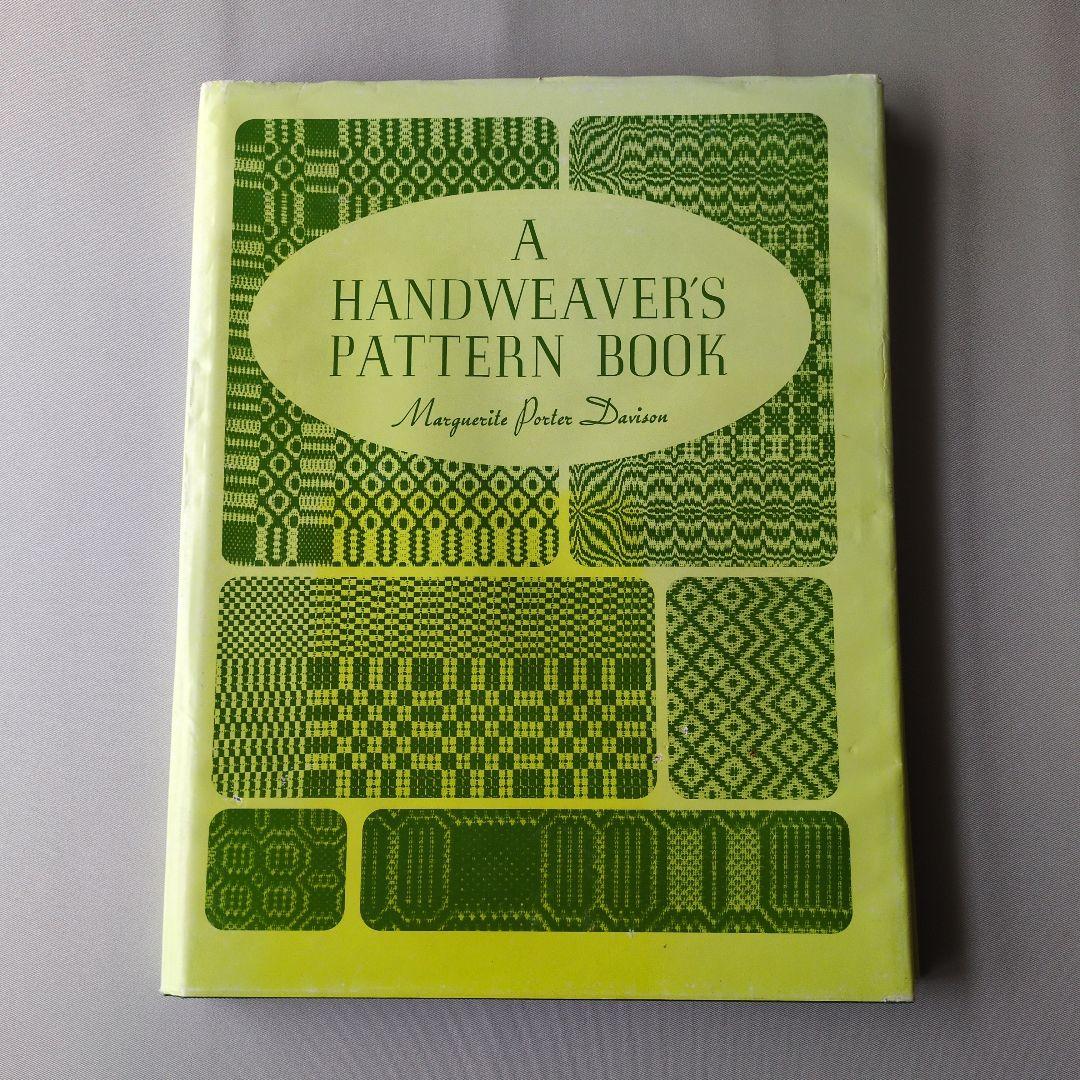 A
HANDWEAVER'S
PATTERN BOOK
Marguerite Porter Davison